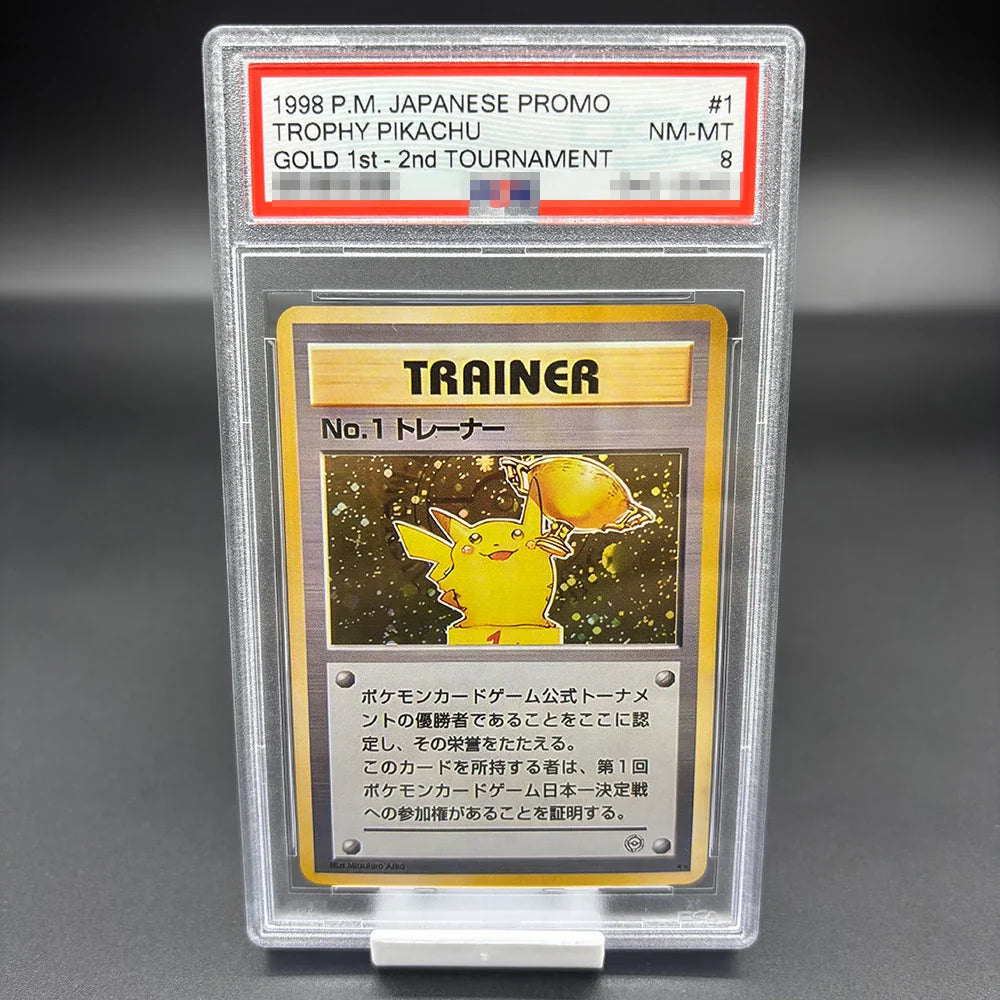 1998 P.M. JAPANESE PROMO #1
TROPHY PIKACHU NM-MT
GOLD 1st - 2nd TOURNAMENT 8
TRAINER
No.1 トレーナー
1
ポケモンカードゲーム公式トーナメ
ントの優勝者であることをここに認
定し、その栄誉をたたえる。
このカードを所持する者は、第1回
ポケモンカードゲーム日本一決定戦
への参加権があることを証明する。
Illus. Mitsuhiro Arita